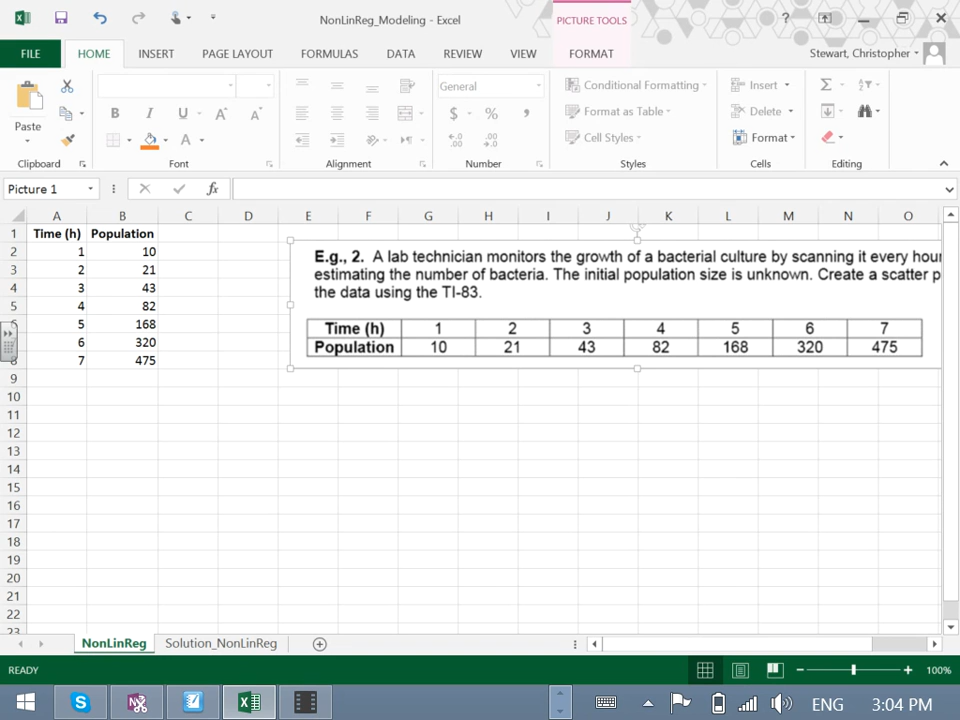 NonLinReg_Modeling - Excel
PICTURE TOOLS
?
FILE
HOME
INSERT
PAGE LAYOUT
FORMULAS
DATA
REVIEW
VIEW
FORMAT
Stewart, Christopher
Paste
Clipboard
B I U A A
A
Font
Alignment
General
$ % ,
Number
Conditional Formatting
Format as Table
Cell Styles
Styles
Insert
Delete
Format
Cells
Editing
Picture 1
fx
A B C D E F G H I J K L M N O
1 Time (h) Population
2 1 10
3 2 21
4 3 43
5 4 82
5 168
6 320
7 475
9
10
11
12
13
14
15
16
17
18
19
20
21
22
23
E.g., 2. A lab technician monitors the growth of a bacterial culture by scanning it every hour
estimating the number of bacteria. The initial population size is unknown. Create a scatter p
the data using the TI-83.
Time (h) 1 2 3 4 5 6 7
Population 10 21 43 82 168 320 475
NonLinReg
Solution_NonLinReg
READY
100%
ENG
3:04 PM